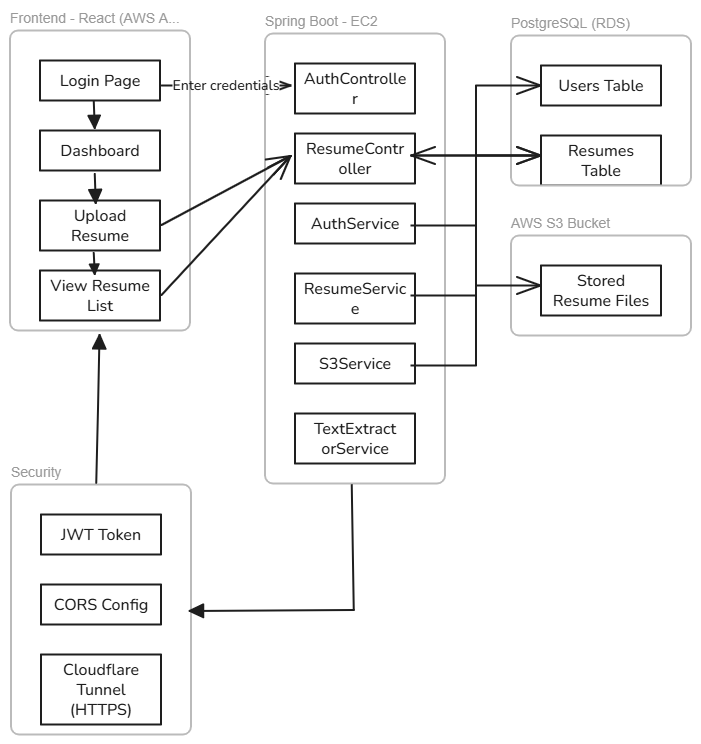 Frontend - React (AWS A...
Login Page
Dashboard
Upload
Resume
View Resume
List
Enter credentials
Spring Boot - EC2
AuthControlle
r
ResumeContr
oller
AuthService
ResumeServic
e
S3Service
TextExtract
orService
PostgreSQL (RDS)
Users Table
Resumes
Table
AWS S3 Bucket
Stored
Resume Files
Security
JWT Token
CORS Config
Cloudflare
Tunnel
(HTTPS)